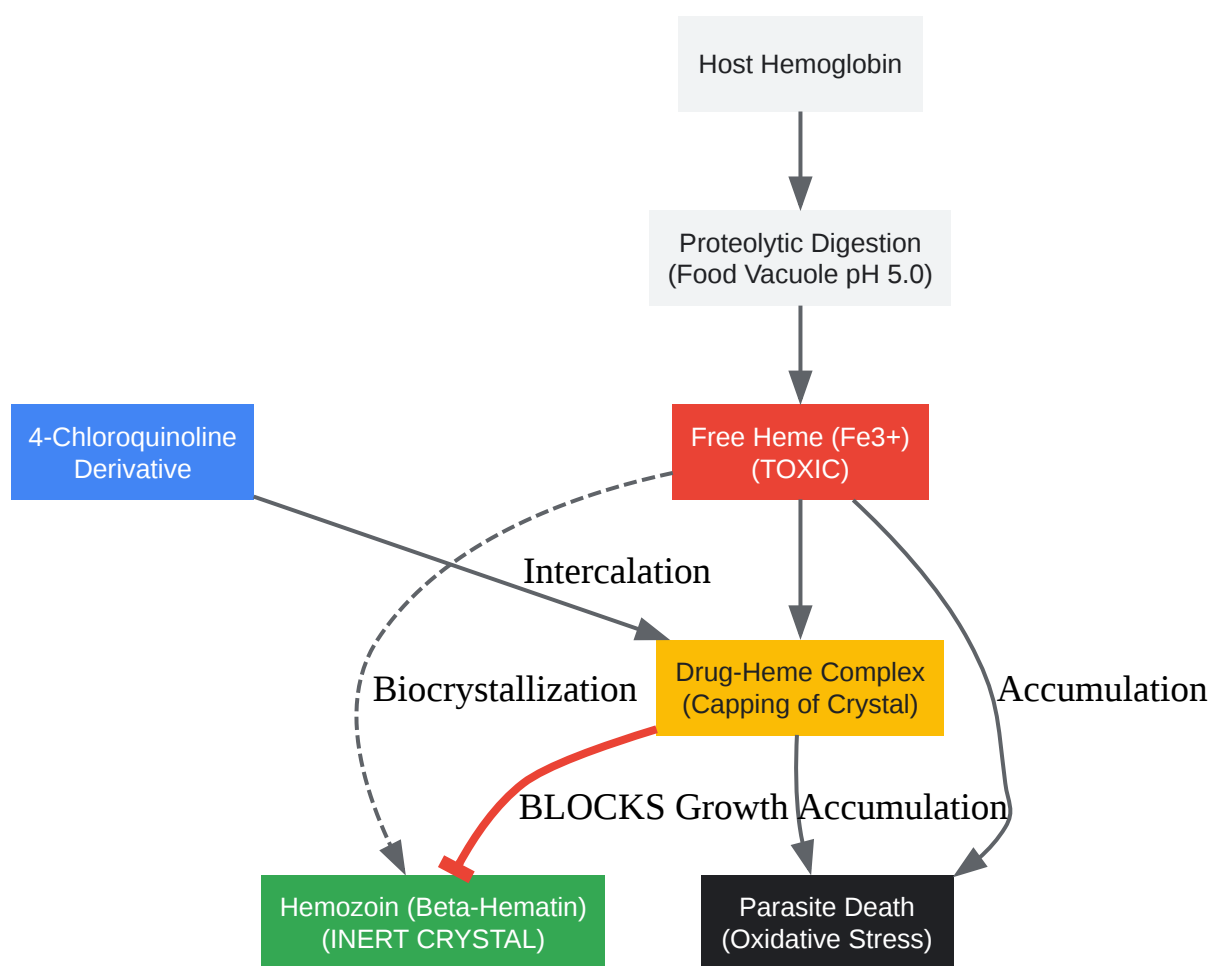 Host Hemoglobin
Proteolytic Digestion
(Food Vacuole pH 5.0)
4-Chloroquinoline
Derivative
Free Heme (Fe3+)
(TOXIC)
Intercalation
Biocrystallization
Drug-Heme Complex
(Capping of Crystal)
Accumulation
BLOCKS Growth
Accumulation
Hemozoin (Beta-Hematin)
(INERT CRYSTAL)
Parasite Death
(Oxidative Stress)